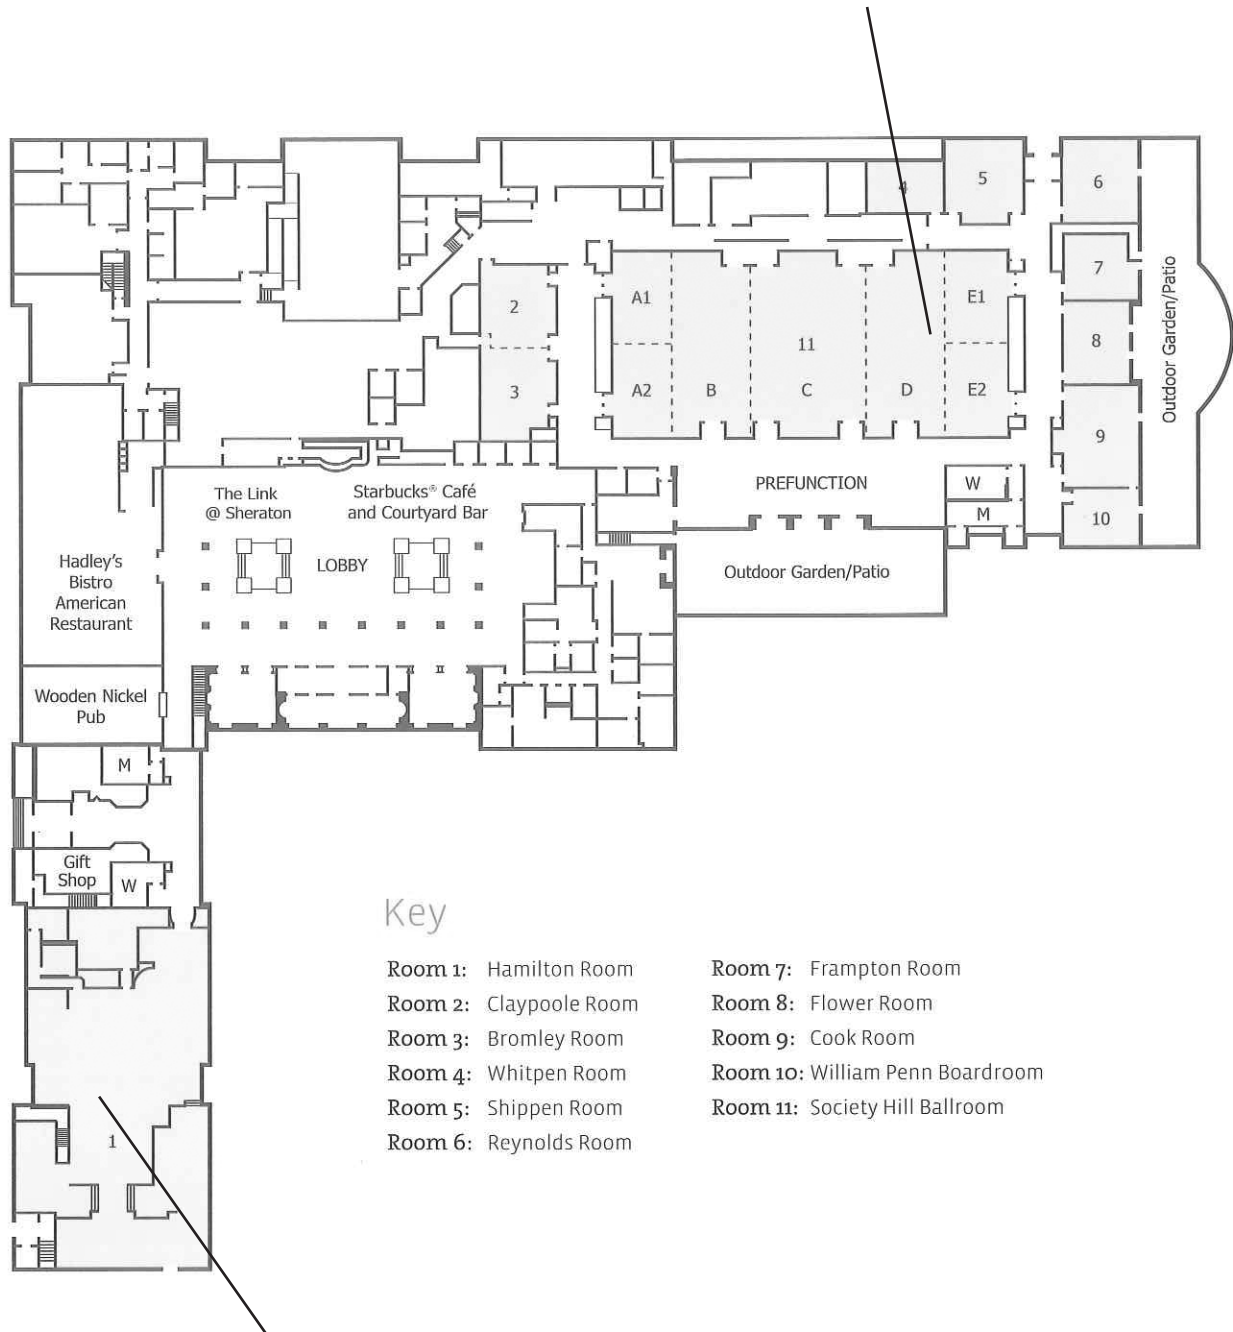 4
5
6
7
8
9
10
2
3
A1
A2
B
11
C
D
E1
E2
Outdoor Garden/Patio
PREFUNCTION
W
M
Outdoor Garden/Patio
The Link
@ Sheraton
Starbucks® Café
and Courtyard Bar
LOBBY
Hadley’s
Bistro
American
Restaurant
Wooden Nickel
Pub
M
Gift
Shop
W
1
Key
Room 1: Hamilton Room
Room 2: Claypoole Room
Room 3: Bromley Room
Room 4: Whitpen Room
Room 5: Shippen Room
Room 6: Reynolds Room
Room 7: Frampton Room
Room 8: Flower Room
Room 9: Cook Room
Room 10: William Penn Boardroom
Room 11: Society Hill Ballroom